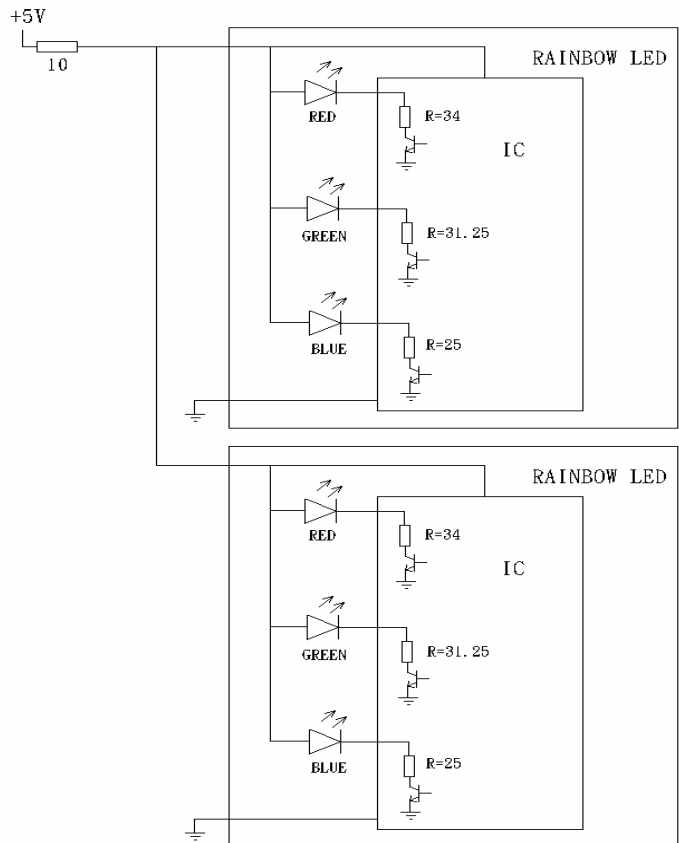 +5V
10
RAINBOW LED
RED
R=34
IC
GREEN
R=31.25
BLUE
R=25
RAINBOW LED
RED
R=34
IC
GREEN
R=31.25
BLUE
R=25